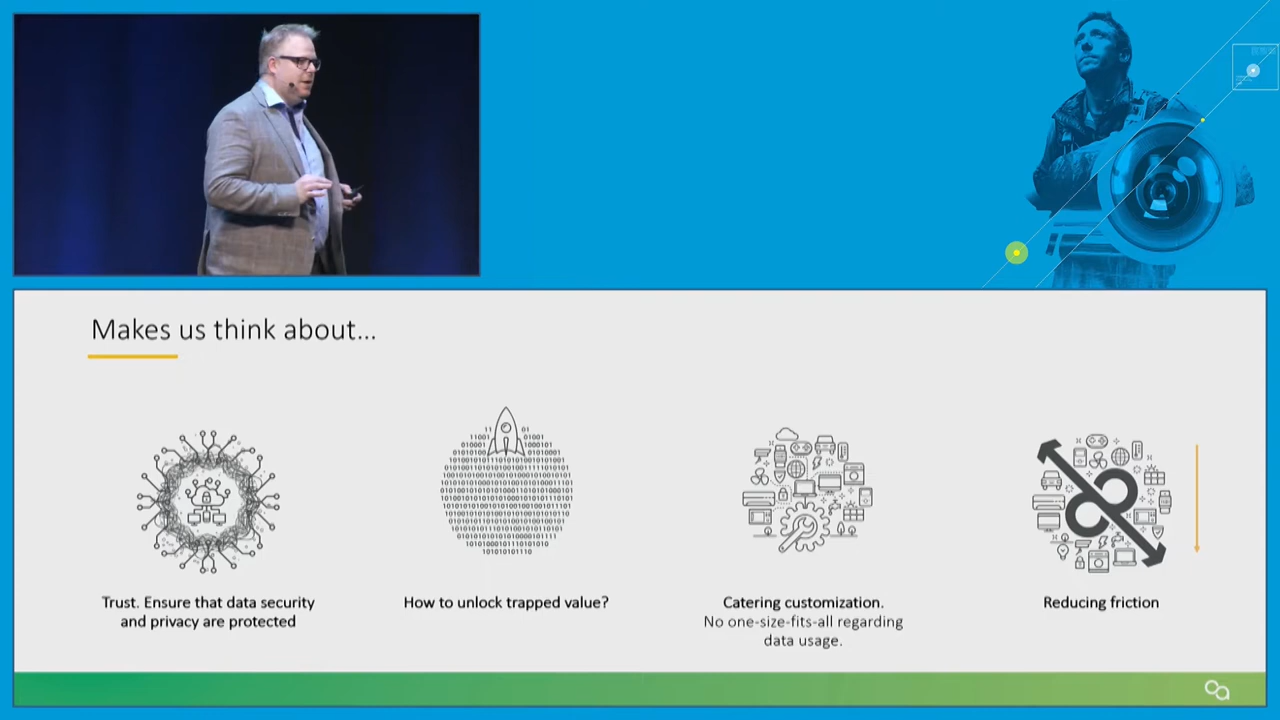 Makes us think about...
Trust. Ensure that data security
and privacy are protected
How to unlock trapped value?
Catering customization.
No one-size-fits-all regarding
data usage.
Reducing friction